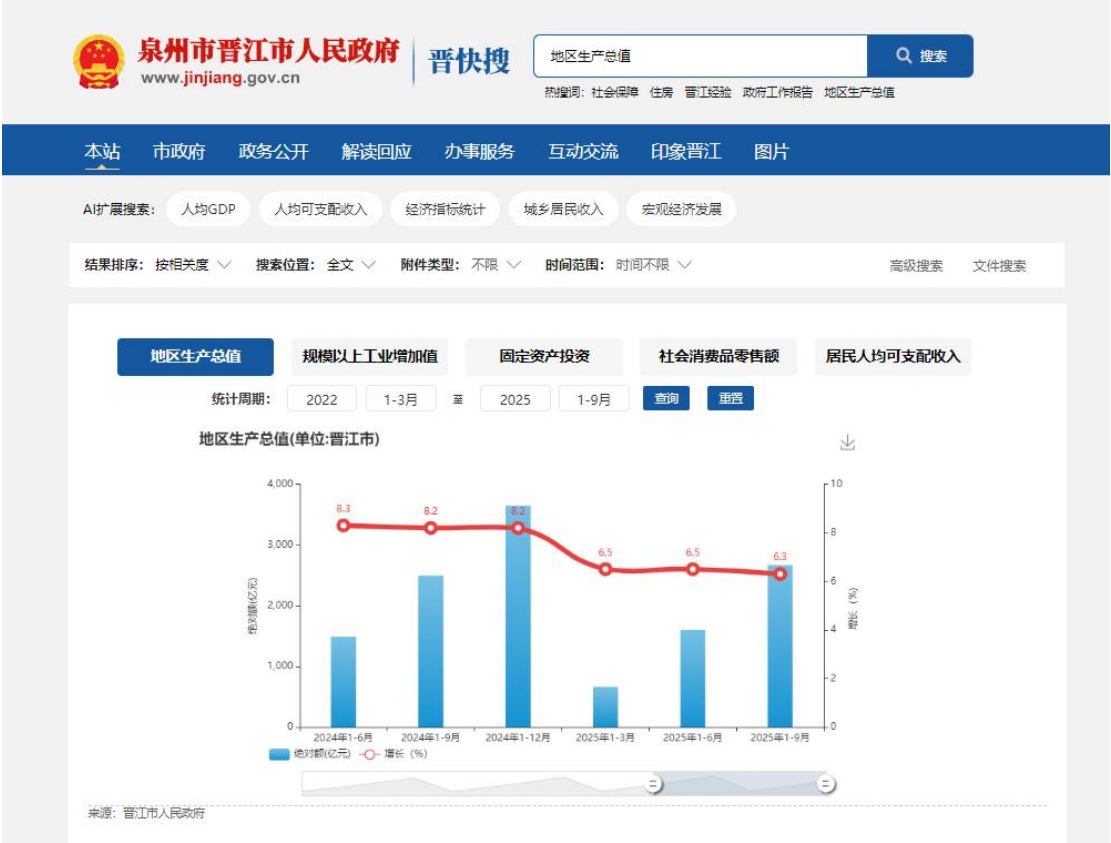 泉州市晋江市人民政府
www.jinjiang.gov.cn
晋快搜
地区生产总值
搜索
热搜词：社会保障 住房 晋江经验 政府工作报告 地区生产总值
本站 市政府 政务公开 解读回应 办事服务 互动交流 印象晋江 图片
AI扩展搜索： 人均GDP 人均可支配收入 经济指标统计 城乡居民收入 宏观经济发展
结果排序：按相关度 搜索位置：全文 附件类型：不限 时间范围：时间不限 高级搜索 文件搜索
地区生产总值 规模以上工业增加值 固定资产投资 社会消费品零售额 居民人均可支配收入
统计周期： 2022 1-3月 至 2025 1-9月 查询 重置
地区生产总值(单位:晋江市)
4,000 10
8.3 8.2 8.2
3,000 8
6.5 6.5 6.3
6
2,000
4
1,000
2
0 0
绝对额(亿元)
增长（%）
2024年1-6月 2024年1-9月 2024年1-12月 2025年1-3月 2025年1-6月 2025年1-9月
绝对额(亿元) 增长（%）
来源：晋江市人民政府